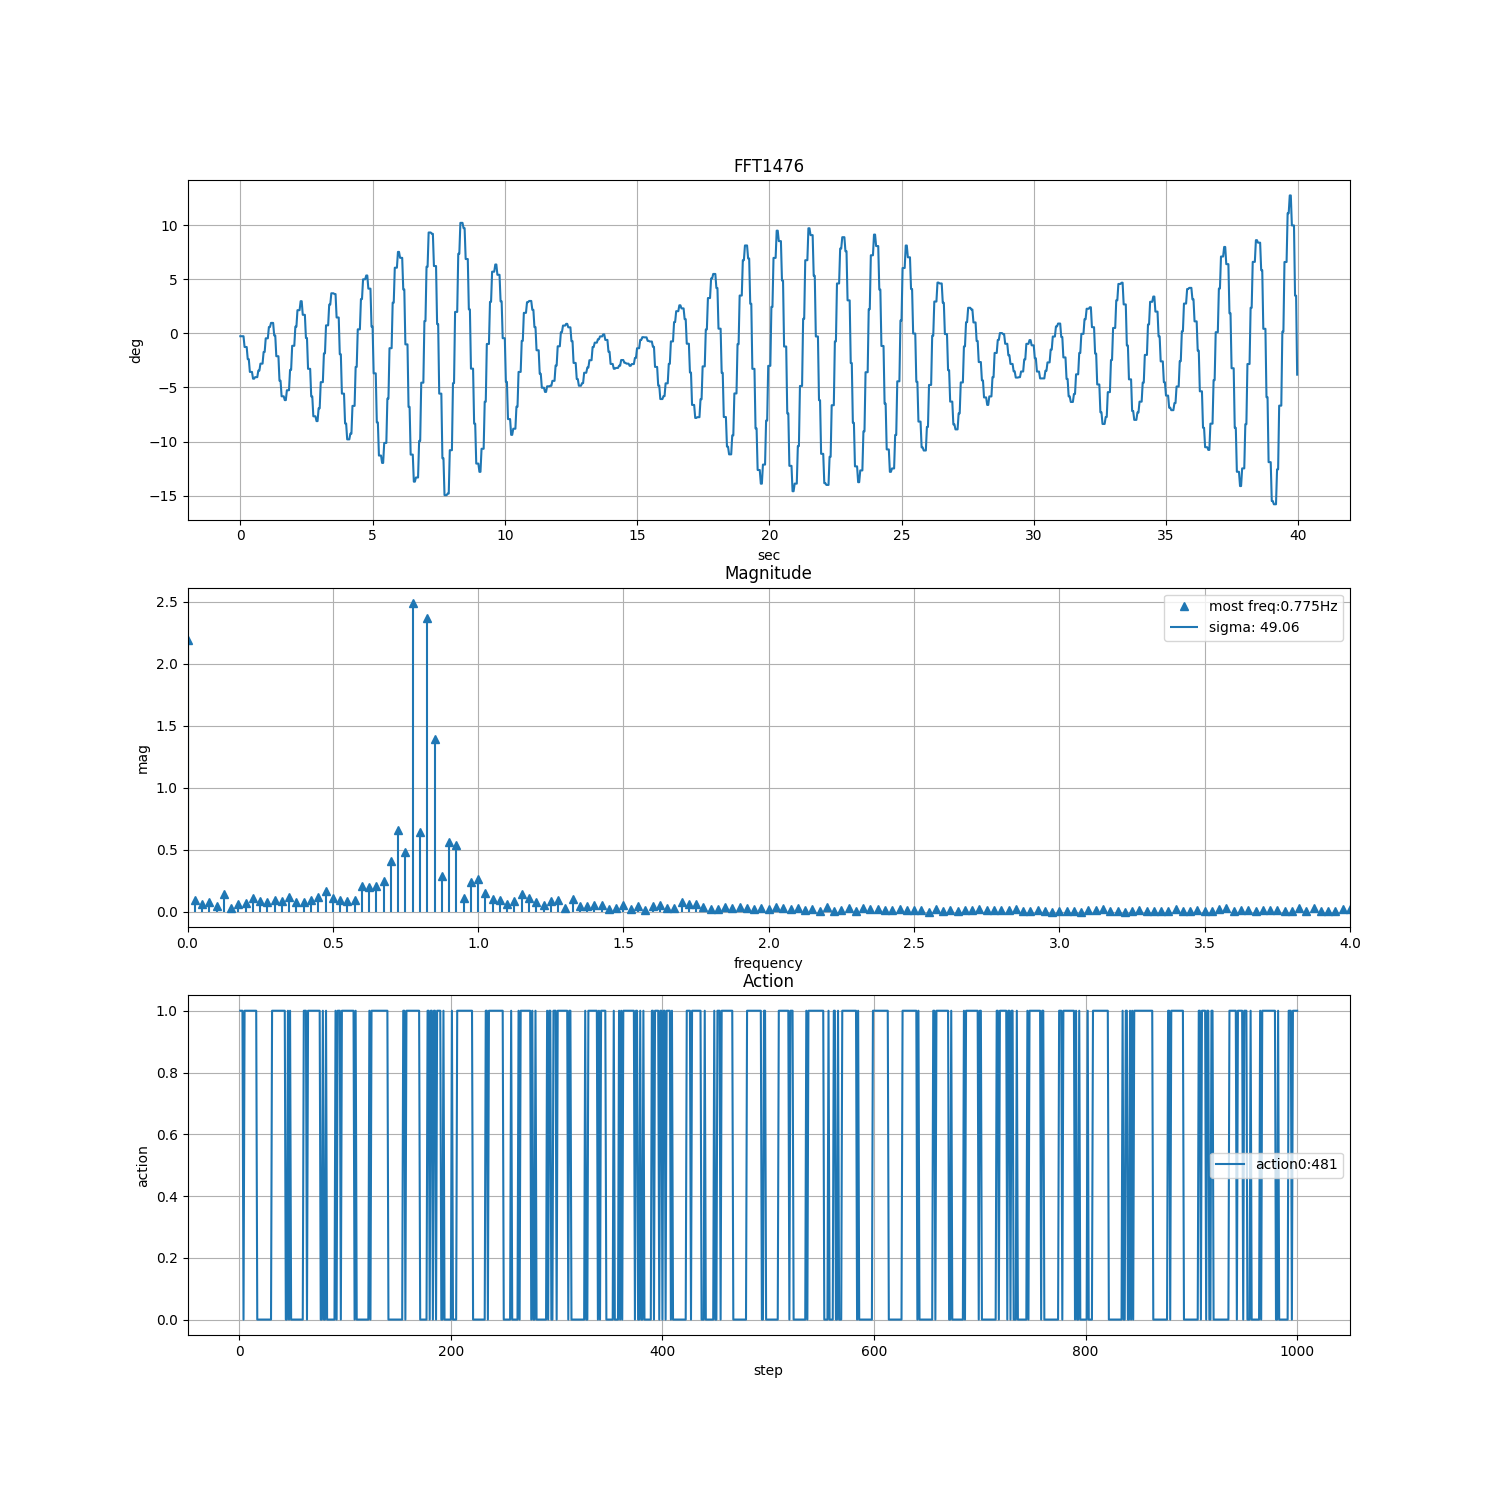 FFT1476
10
5
0
−5
−10
−15
deg
0 5 10 15 20 25 30 35 40
sec
Magnitude
2.5
2.0
1.5
1.0
0.5
0.0
mag
most freq:0.775Hz
sigma: 49.06
0.0 0.5 1.0 1.5 2.0 2.5 3.0 3.5 4.0
frequency
Action
1.0
0.8
0.6
0.4
0.2
0.0
action
action0:481
0 200 400 600 800 1000
step